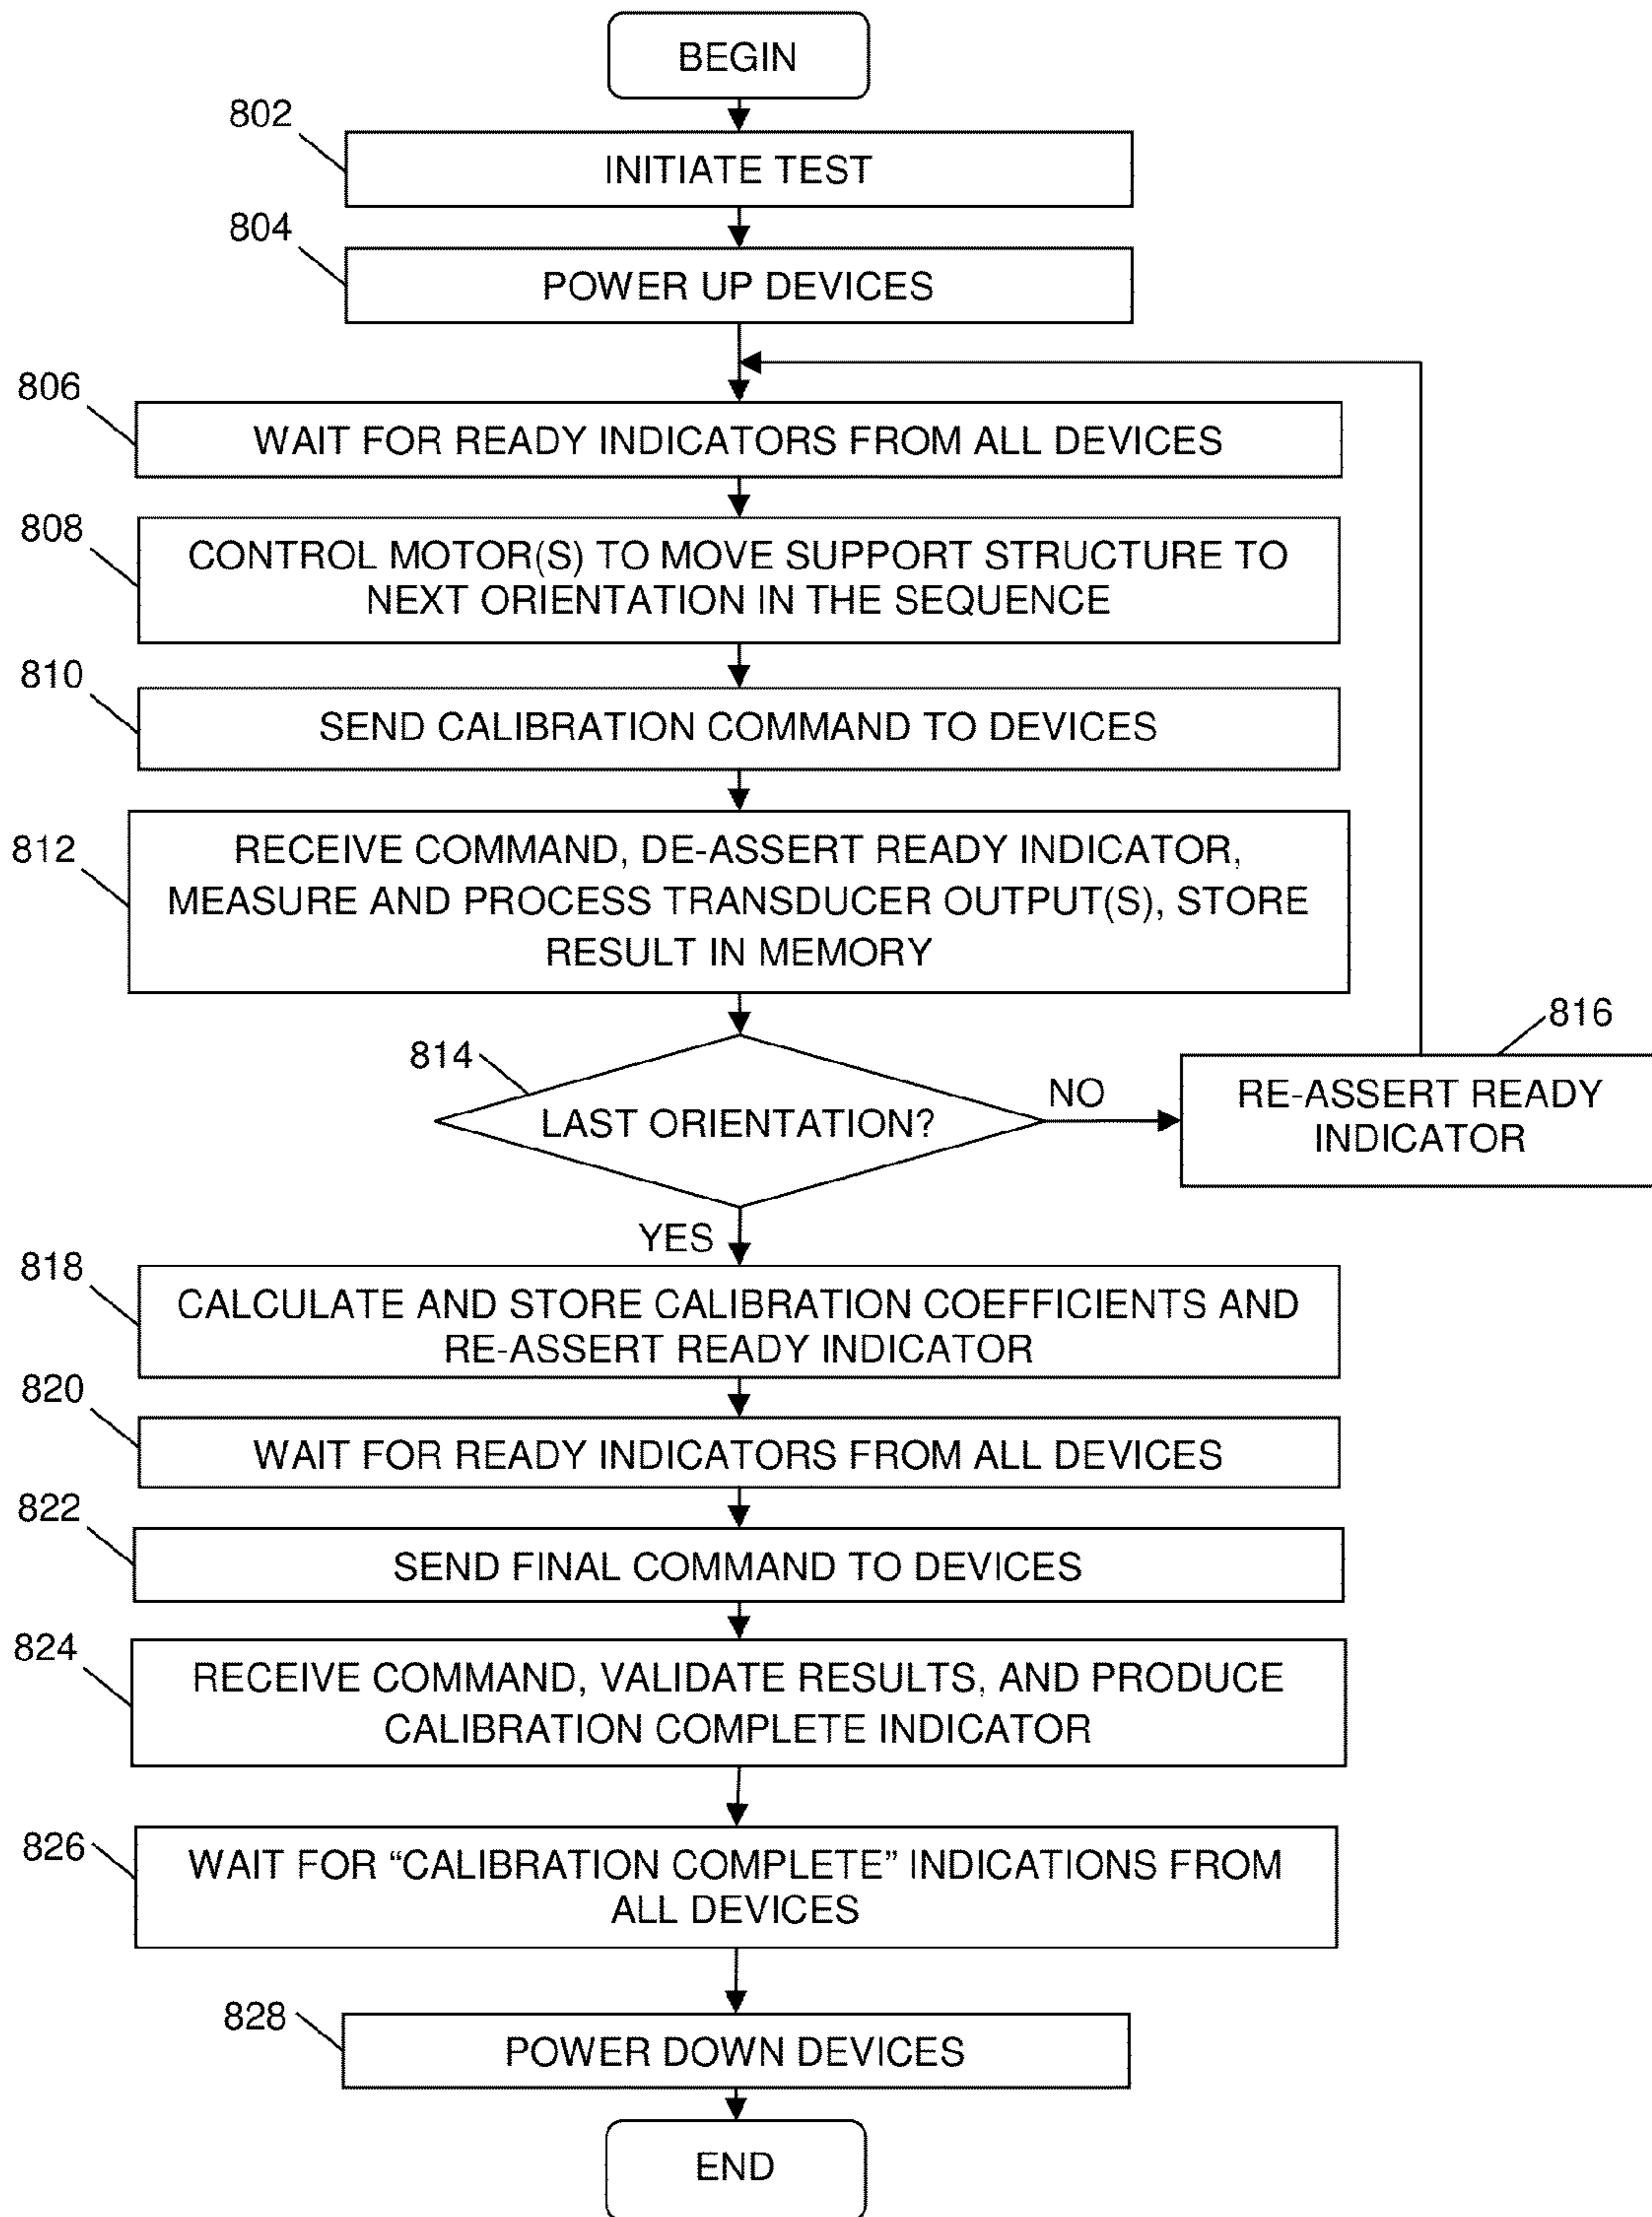 BEGIN
802
INITIATE TEST
804
POWER UP DEVICES
806
WAIT FOR READY INDICATORS FROM ALL DEVICES
808
CONTROL MOTOR(S) TO MOVE SUPPORT STRUCTURE TO
NEXT ORIENTATION IN THE SEQUENCE
810
SEND CALIBRATION COMMAND TO DEVICES
812
RECEIVE COMMAND, DE-ASSERT READY INDICATOR,
MEASURE AND PROCESS TRANSDUCER OUTPUT(S), STORE
RESULT IN MEMORY
814
LAST ORIENTATION?
NO
816
RE-ASSERT READY
INDICATOR
YES
818
CALCULATE AND STORE CALIBRATION COEFFICIENTS AND
RE-ASSERT READY INDICATOR
820
WAIT FOR READY INDICATORS FROM ALL DEVICES
822
SEND FINAL COMMAND TO DEVICES
824
RECEIVE COMMAND, VALIDATE RESULTS, AND PRODUCE
CALIBRATION COMPLETE INDICATOR
826
WAIT FOR “CALIBRATION COMPLETE” INDICATIONS FROM
ALL DEVICES
828
POWER DOWN DEVICES
END